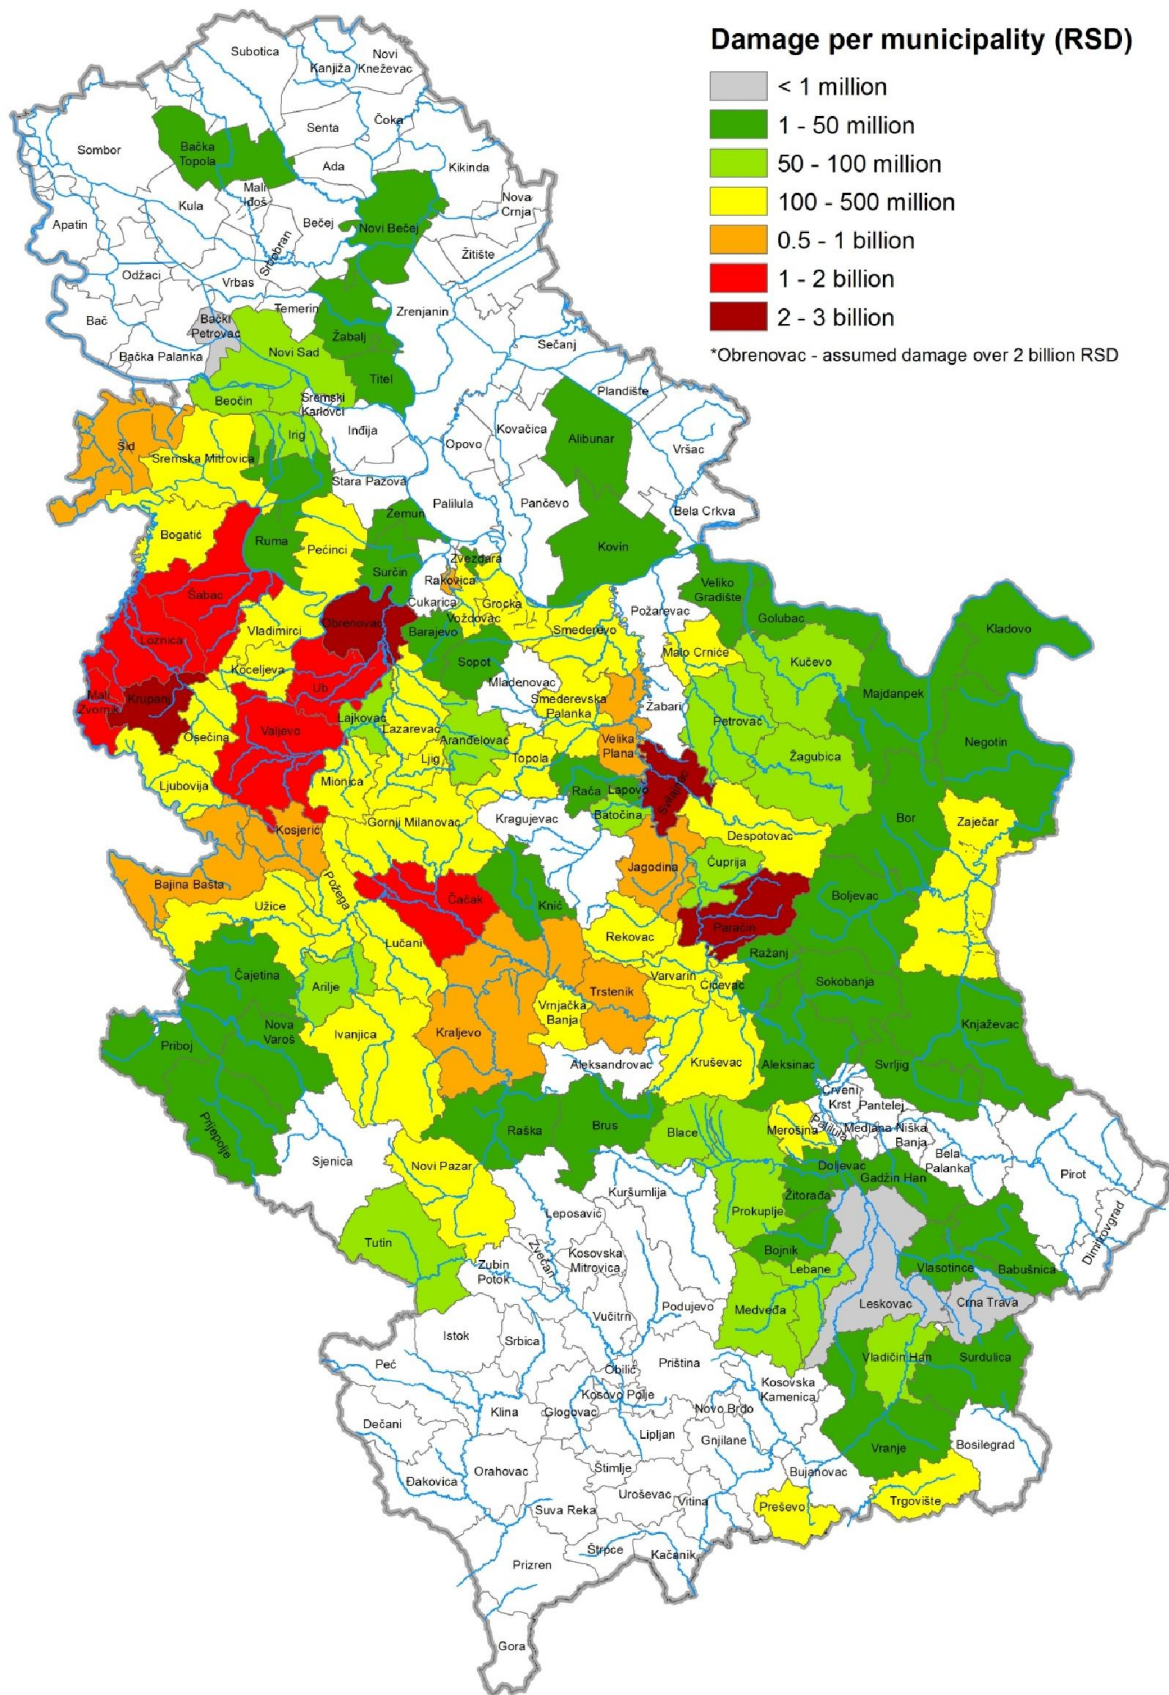 Damage per municipality (RSD)
< 1 million
1 - 50 million
50 - 100 million
100 - 500 million
0.5 - 1 billion
1 - 2 billion
2 - 3 billion
*Obrenovac - assumed damage over 2 billion RSD
Subotica
Novi
Kneževac
Kanjiža
Senta
Čoka
Sombor
Bačka
Topola
Ada
Kikinda
Mali
Iđoš
Kula
Bečej
Nova
Crnja
Apatin
Srbobran
Novi Bečej
Žitište
Odžaci
Vrbas
Temerin
Zrenjanin
Bač
Bački
Petrovac
Žabalj
Sečanj
Bačka Palanka
Novi Sad
Titel
Plandište
Beočin
Sremski
Karlovci
Šid
Irig
Inđija
Opovo
Kovačica
Alibunar
Vršac
Sremska Mitrovica
Stara Pazova
Palilula
Pančevo
Bela Crkva
Bogatić
Ruma
Pećinci
Zemun
Kovin
Surčin
Zvezdara
Rakovica
Čukarica
Grocka
Voždovac
Veliko
Gradište
Šabac
Požarevac
Golubac
Kladovo
Obrenovac
Barajevo
Smederevo
Loznica
Vladimirci
Malo Crniće
Kučevo
Koceljeva
Sopot
Mladenovac
Majdanpek
Mali
Zvornik
Krupanj
Ub
Smederevska
Palanka
Žabari
Petrovac
Osečina
Valjevo
Lajkovac
Lazarevac
Aranđelovac
Velika
Plana
Žagubica
Negotin
Ljubovija
Mionica
Ljig
Topola
Rača
Lapovo
Svilajnac
Kosjerić
Gornji Milanovac
Kragujevac
Batočina
Despotovac
Bor
Zaječar
Bajina Bašta
Požega
Čačak
Knić
Jagodina
Ćuprija
Boljevac
Užice
Lučani
Rekovac
Paraćin
Ražanj
Čajetina
Arilje
Varvarin
Ćićevac
Sokobanja
Trstenik
Vrnjačka
Banja
Nova
Varoš
Ivanjica
Kraljevo
Kruševac
Knjaževac
Priboj
Aleksandrovac
Aleksinac
Svrljig
Prijepolje
Crveni
Krst
Pantelej
Raška
Brus
Blace
Merošina
Palilula
Medijana
Niška
Banja
Sjenica
Bela
Palanka
Pirot
Novi Pazar
Doljevac
Gadžin Han
Kuršumlija
Žitorađa
Prokuplje
Leposavić
Dimitrovgrad
Tutin
Zvečan
Kosovska
Mitrovica
Bojnik
Zubin
Potok
Lebane
Vlasotince
Babušnica
Medveđa
Leskovac
Crna Trava
Vučitrn
Podujevo
Istok
Srbica
Peć
Vladičin Han
Surdulica
Obilić
Priština
Kosovska
Kamenica
Kosovo Polje
Klina
Glogovac
Novo Brdo
Dečani
Lipljan
Gnjilane
Vranje
Bosilegrad
Đakovica
Orahovac
Štimlje
Bujanovac
Uroševac
Vitina
Preševo
Trgovište
Suva Reka
Štrpce
Kačanik
Prizren
Gora